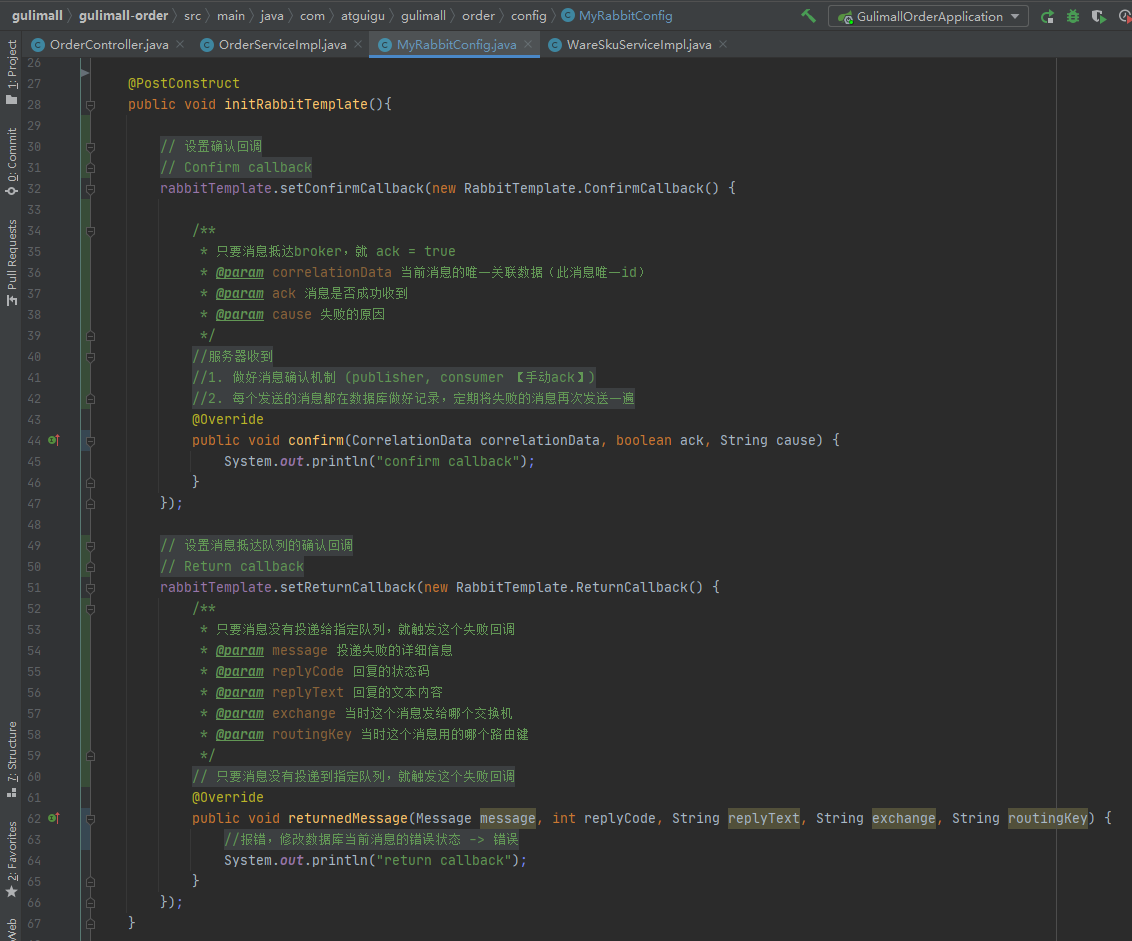 gulimall gulimall-order src main java com atguigu gulimall order config MyRabbitConfig GulimallOrderApplication
OrderController.java OrderServiceImpl.java MyRabbitConfig.java WareSkuServiceImpl.java
1: Project
0: Commit
Pull Requests
7: Structure
2: Favorites
Web
26
27 @PostConstruct
28 public void initRabbitTemplate(){
29
30 // 设置确认回调
31 // Confirm callback
32 rabbitTemplate.setConfirmCallback(new RabbitTemplate.ConfirmCallback() {
33
34 /**
35 * 只要消息抵达broker，就 ack = true
36 * @param correlationData 当前消息的唯一关联数据（此消息唯一id）
37 * @param ack 消息是否成功收到
38 * @param cause 失败的原因
39 */
40 //服务器收到
41 //1. 做好消息确认机制 (publisher, consumer 【手动ack】)
42 //2. 每个发送的消息都在数据库做好记录，定期将失败的消息再次发送一遍
43 @Override
44 public void confirm(CorrelationData correlationData, boolean ack, String cause) {
45 System.out.println("confirm callback");
46 }
47 });
48
49 // 设置消息抵达队列的确认回调
50 // Return callback
51 rabbitTemplate.setReturnCallback(new RabbitTemplate.ReturnCallback() {
52 /**
53 * 只要消息没有投递给指定队列，就触发这个失败回调
54 * @param message 投递失败的详细信息
55 * @param replyCode 回复的状态码
56 * @param replyText 回复的文本内容
57 * @param exchange 当时这个消息发给哪个交换机
58 * @param routingKey 当时这个消息用的哪个路由键
59 */
60 // 只要消息没有投递到指定队列，就触发这个失败回调
61 @Override
62 public void returnedMessage(Message message, int replyCode, String replyText, String exchange, String routingKey) {
63 //报错，修改数据库当前消息的错误状态 -> 错误
64 System.out.println("return callback");
65 }
66 });
67 }